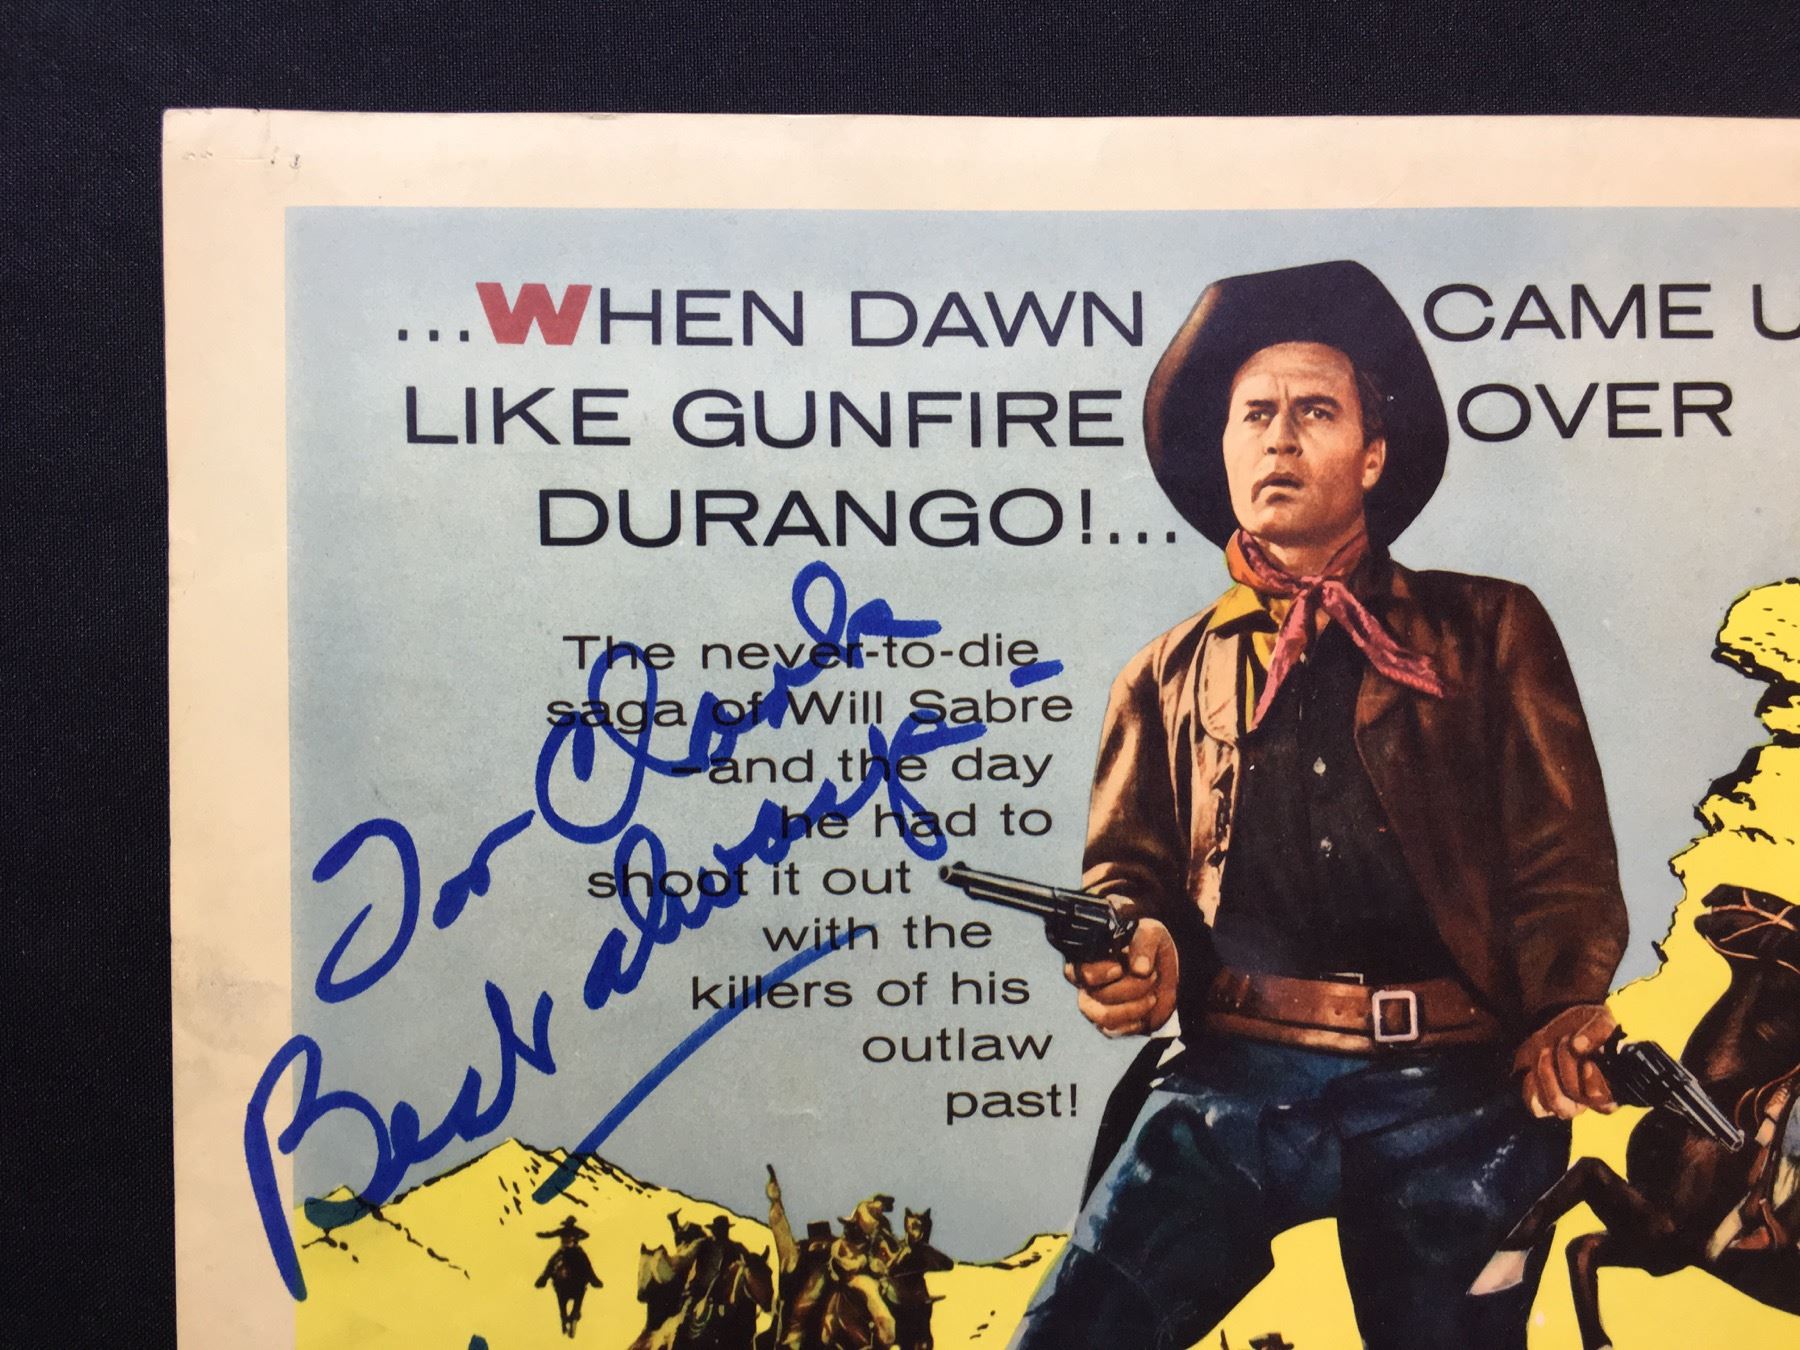 ...WHEN DAWN CAME U
LIKE GUNFIRE OVER
DURANGO!...
The never-to-die
saga of Will Sabre
—and the day
he had to
shoot it out
with the
killers of his
outlaw
past!
To
Best always